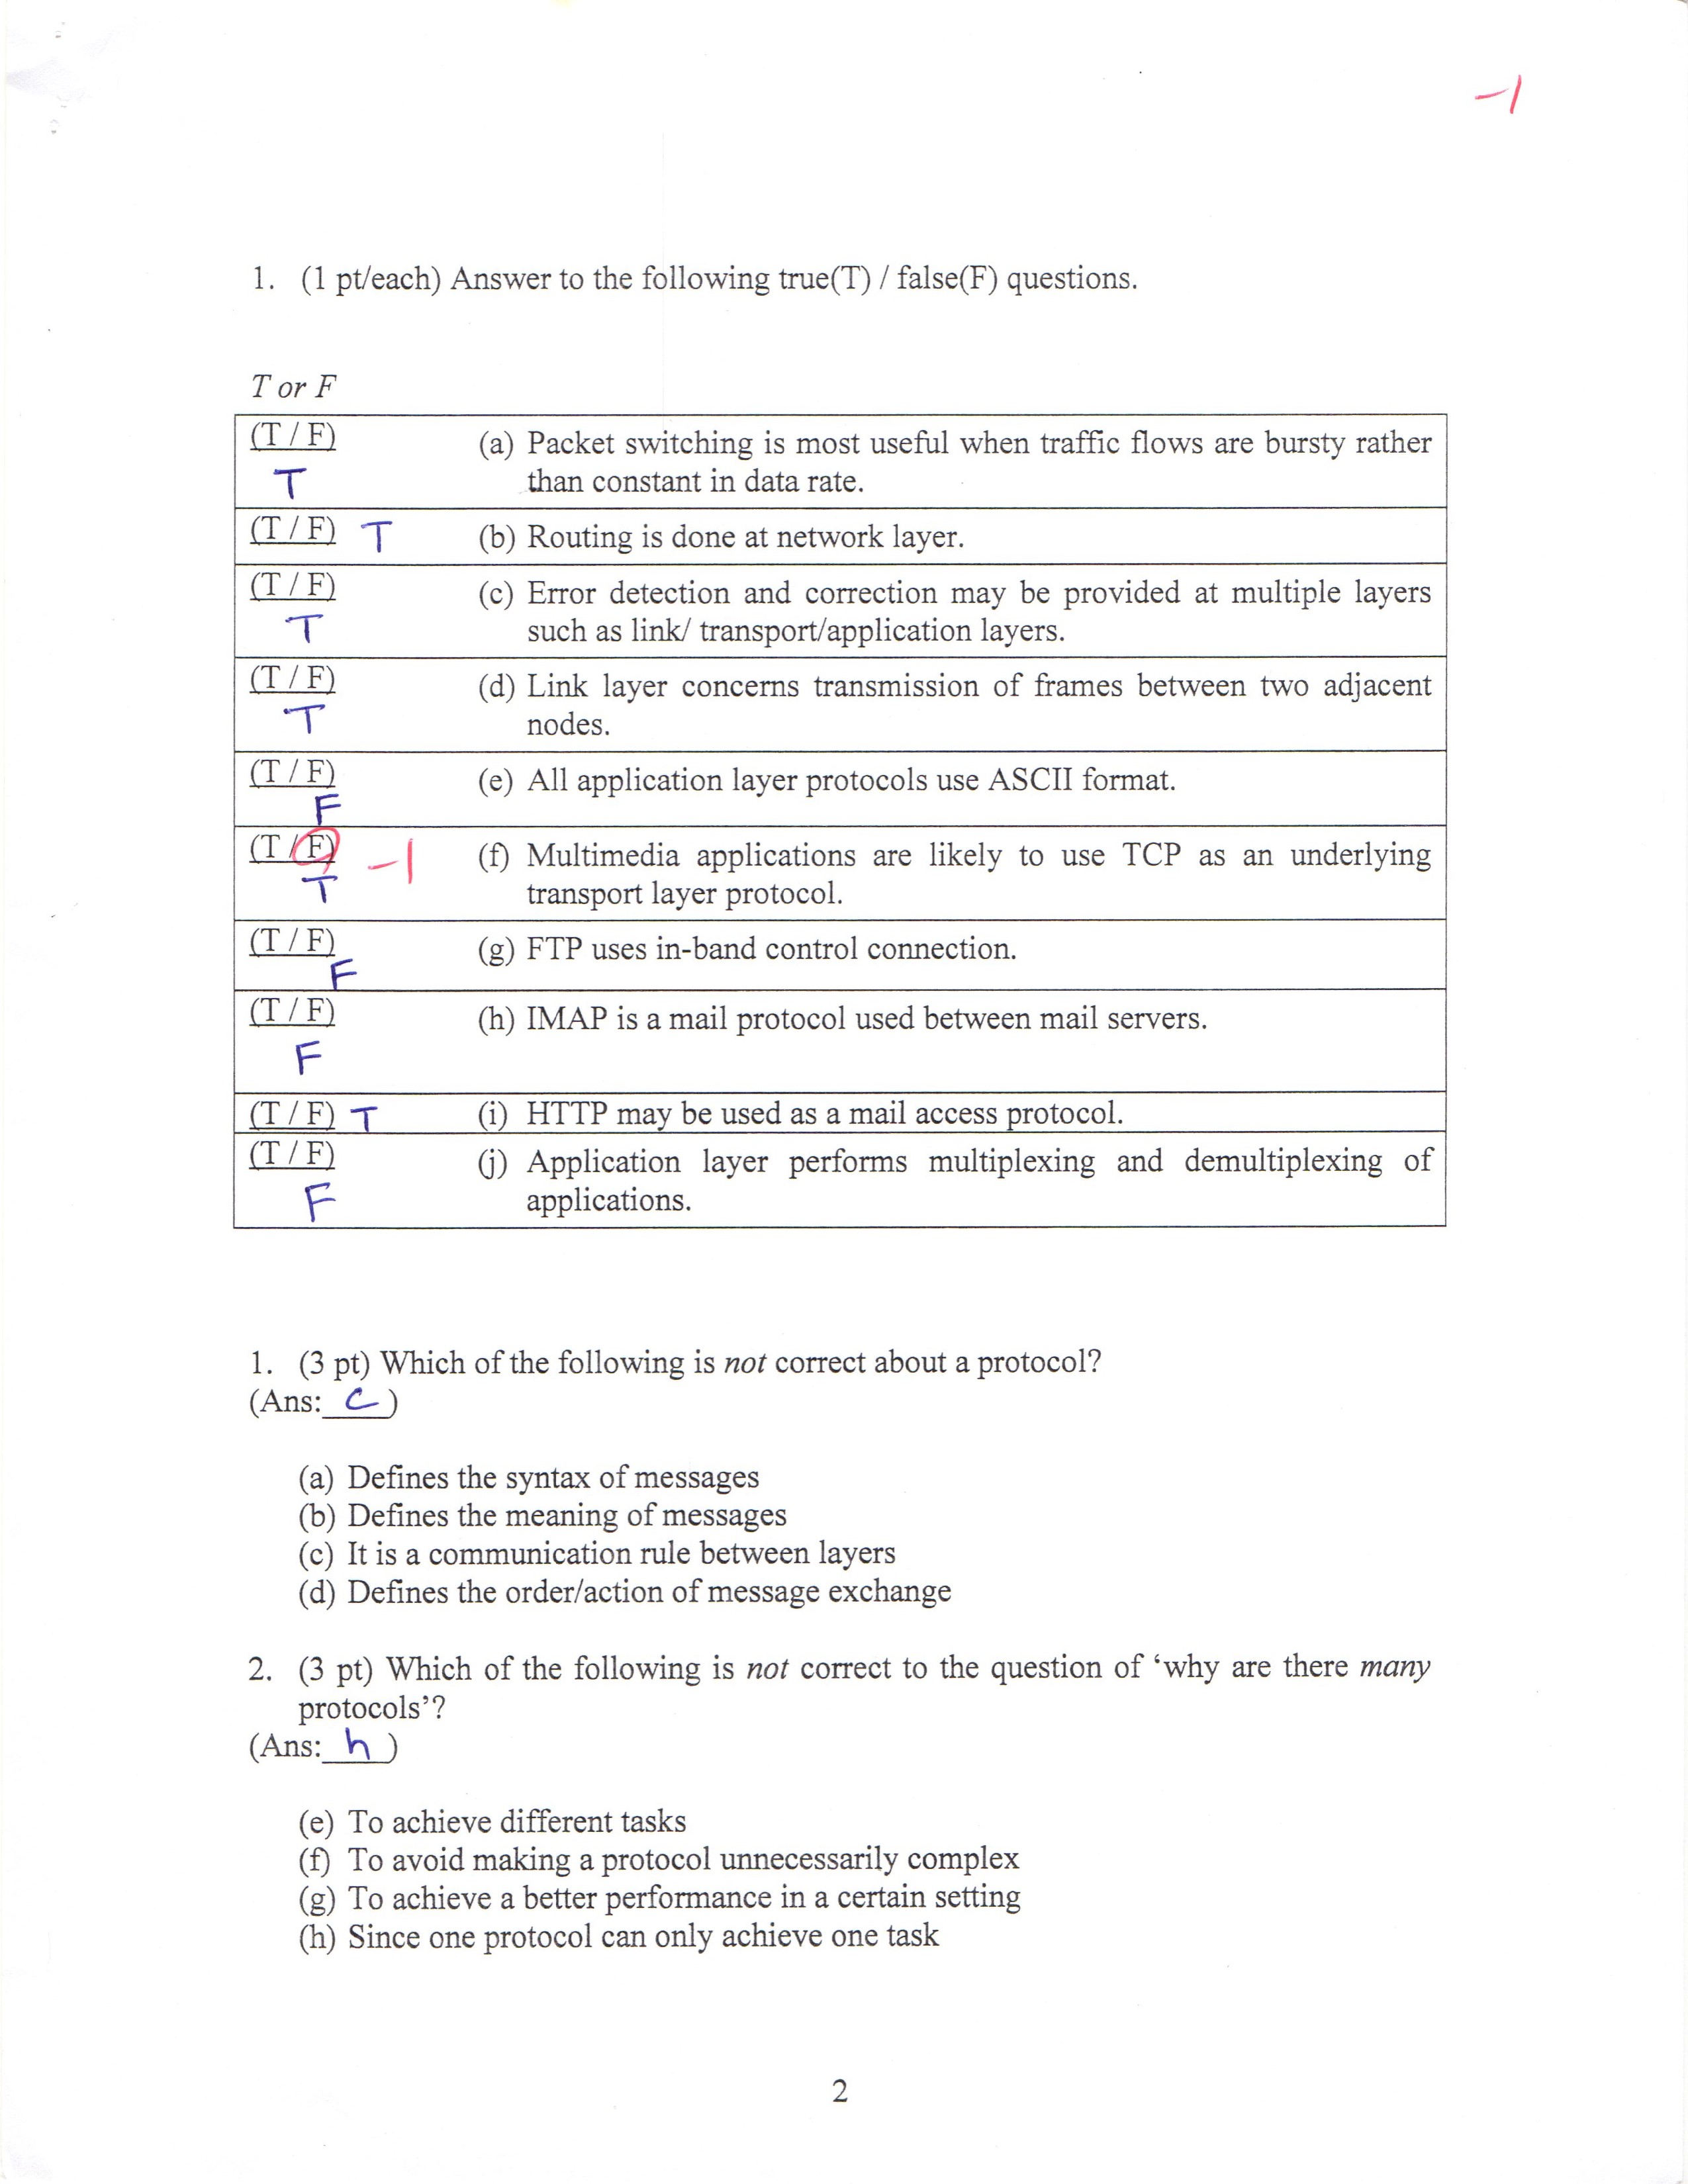 -1
1. (1 pt/each) Answer to the following true(T) / false(F) questions.
T or F
(T / F)
T
(a) Packet switching is most useful when traffic flows are bursty rather
than constant in data rate.
(T / F) T (b) Routing is done at network layer.
(T / F)
T
(c) Error detection and correction may be provided at multiple layers
such as link/ transport/application layers.
(T / F)
T
(d) Link layer concerns transmission of frames between two adjacent
nodes.
(T / F)
F
(e) All application layer protocols use ASCII format.
(T / F) -1
T
(f) Multimedia applications are likely to use TCP as an underlying
transport layer protocol.
(T / F)
F
(g) FTP uses in-band control connection.
(T / F)
F
(h) IMAP is a mail protocol used between mail servers.
(T / F) T (i) HTTP may be used as a mail access protocol.
(T / F)
F
(j) Application layer performs multiplexing and demultiplexing of
applications.
1. (3 pt) Which of the following is not correct about a protocol?
(Ans: c )
(a) Defines the syntax of messages
(b) Defines the meaning of messages
(c) It is a communication rule between layers
(d) Defines the order/action of message exchange
2. (3 pt) Which of the following is not correct to the question of ‘why are there many
protocols’?
(Ans: h )
(e) To achieve different tasks
(f) To avoid making a protocol unnecessarily complex
(g) To achieve a better performance in a certain setting
(h) Since one protocol can only achieve one task
2